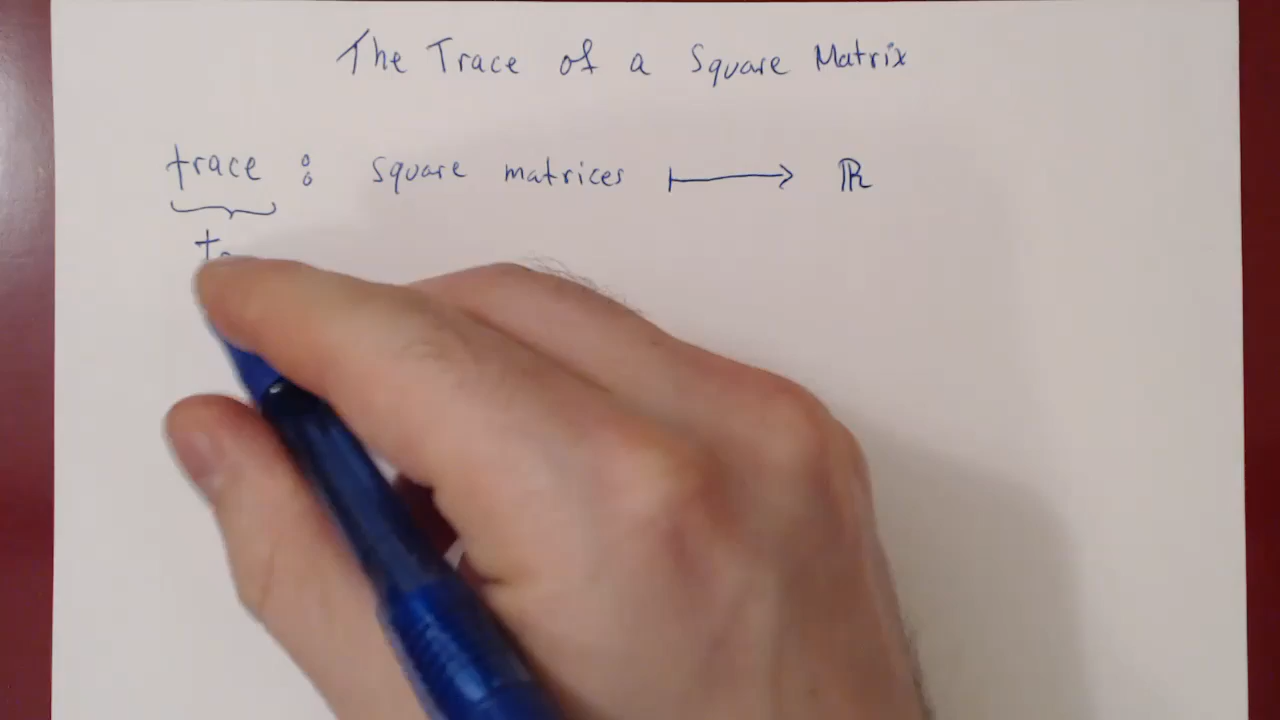 The Trace of a Square Matrix
trace : square matrices ⟼ ℝ
t